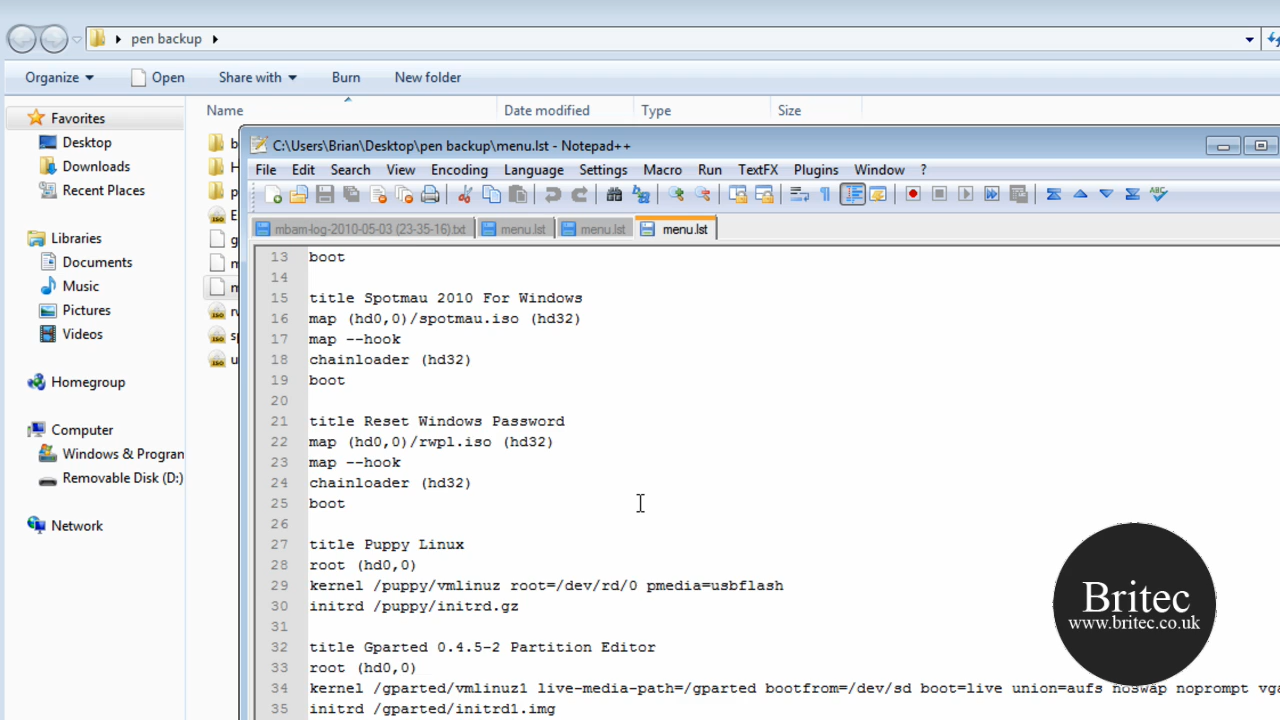 pen backup
Organize Open Share with Burn New folder
Name Date modified Type Size
Favorites
Desktop
Downloads
Recent Places
Libraries
Documents
Music
Pictures
Videos
Homegroup
Computer
Windows & Progran
Removable Disk (D:)
Network
C:\Users\Brian\Desktop\pen backup\menu.lst - Notepad++
File Edit Search View Encoding Language Settings Macro Run TextFX Plugins Window ?
mbam-log-2010-05-03 (23-35-16).txt menu.lst menu.lst menu.lst
13 boot
14
15 title Spotmau 2010 For Windows
16 map (hd0,0)/spotmau.iso (hd32)
17 map --hook
18 chainloader (hd32)
19 boot
20
21 title Reset Windows Password
22 map (hd0,0)/rwpl.iso (hd32)
23 map --hook
24 chainloader (hd32)
25 boot
26
27 title Puppy Linux
28 root (hd0,0)
29 kernel /puppy/vmlinuz root=/dev/rd/0 pmedia=usbflash
30 initrd /puppy/initrd.gz
31
32 title Gparted 0.4.5-2 Partition Editor
33 root (hd0,0)
34 kernel /gparted/vmlinuz1 live-media-path=/gparted bootfrom=/dev/sd boot=live union=aufs noswap noprompt vga
35 initrd /gparted/initrd1.img
Britec
www.britec.co.uk